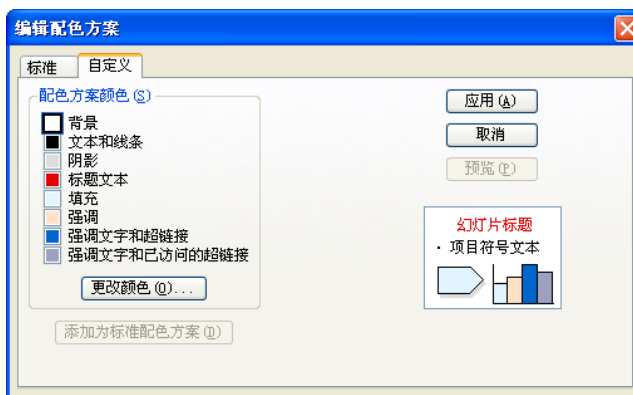 编辑配色方案
标准
自定义
配色方案颜色(S)
背景
文本和线条
阴影
标题文本
填充
强调
强调文字和超链接
强调文字和已访问的超链接
更改颜色(O)...
添加为标准配色方案(D)
应用(A)
取消
预览(P)
幻灯片标题
· 项目符号文本